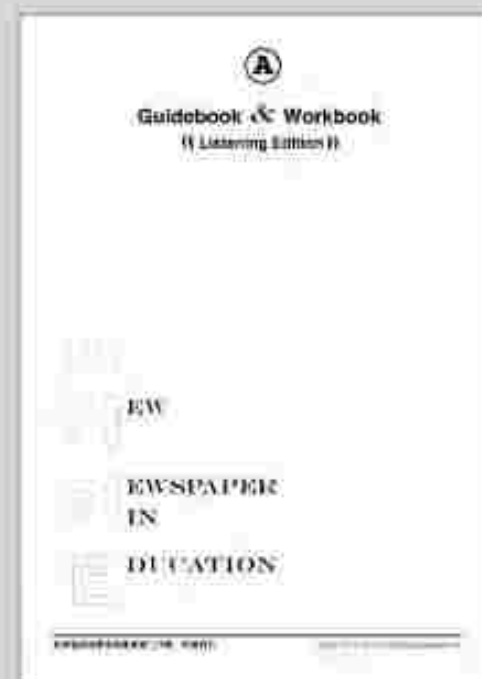 A
Guidebook & Workbook
Listening Edition
EW
EWSPAPER
IN
DUCATION